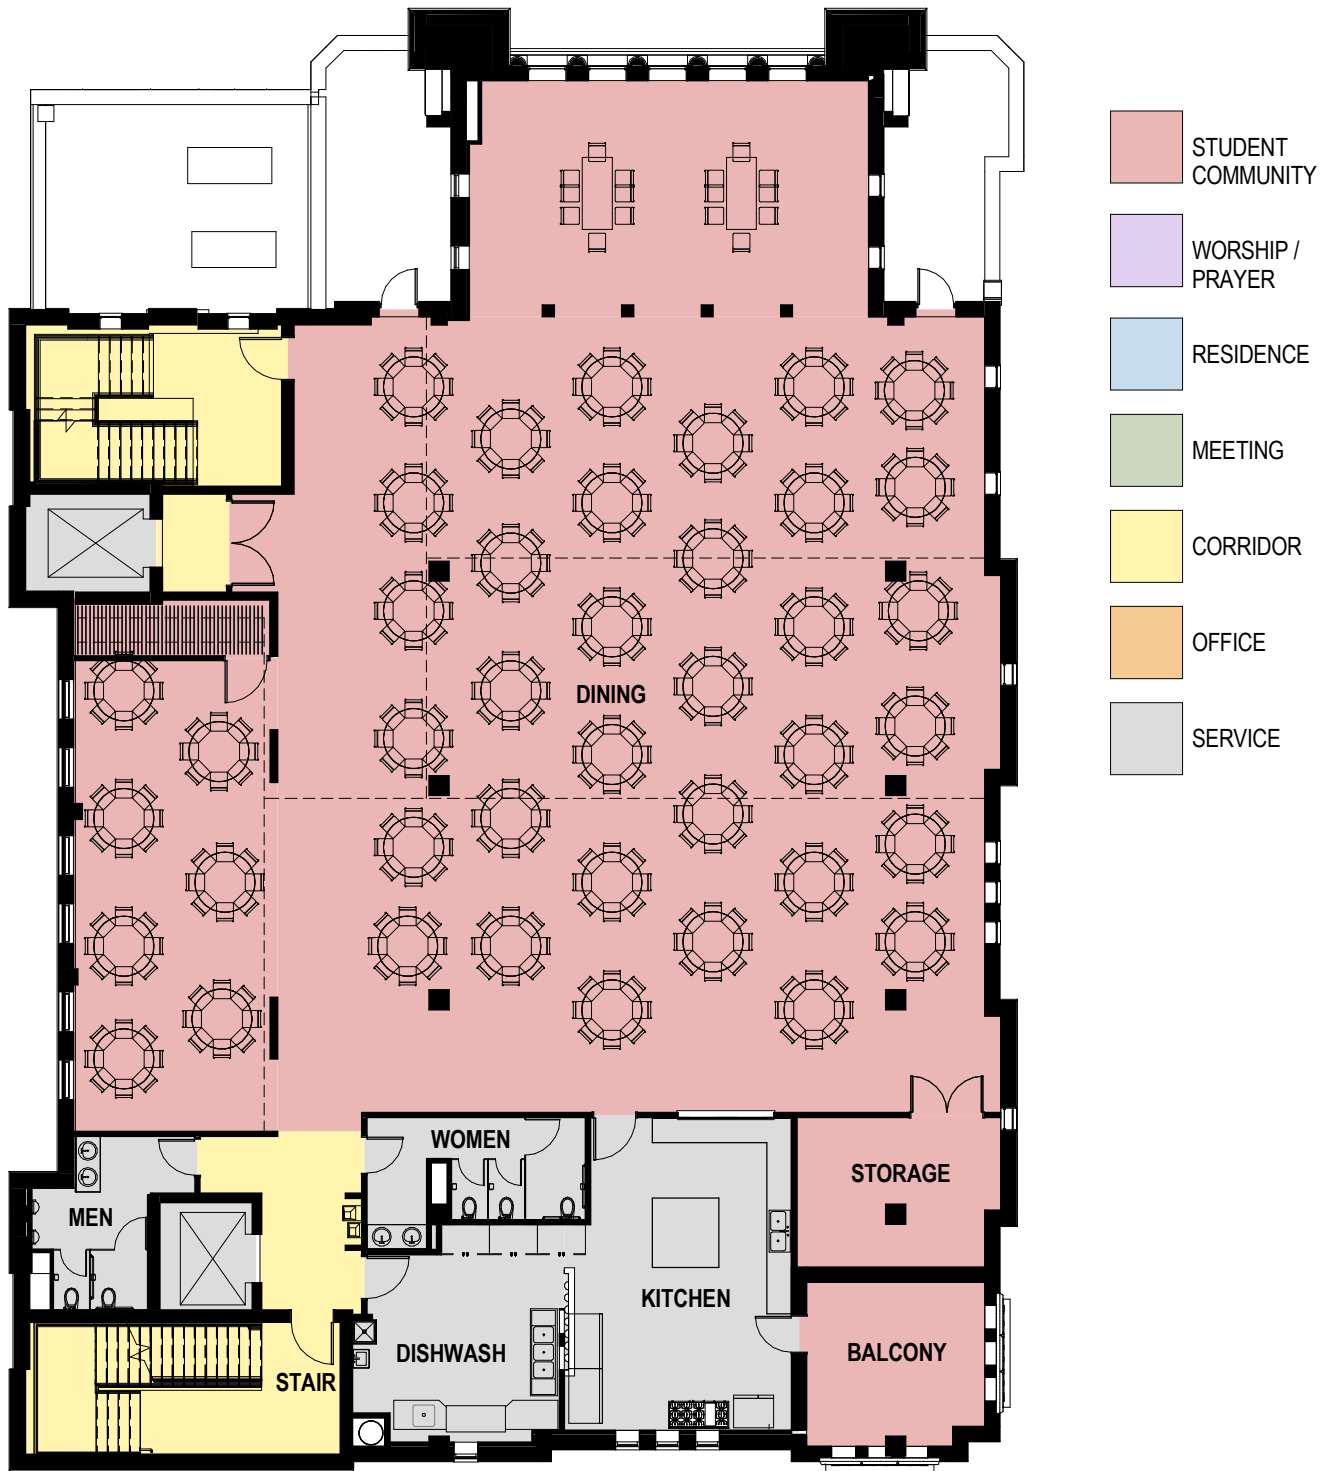 STUDENT
COMMUNITY
WORSHIP /
PRAYER
RESIDENCE
MEETING
CORRIDOR
OFFICE
SERVICE
DINING
WOMEN
STORAGE
MEN
KITCHEN
DISHWASH
BALCONY
STAIR